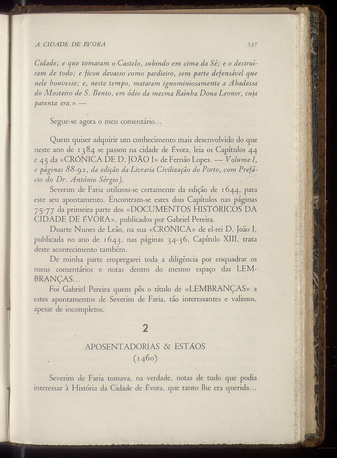 A CIDADE DE ÉVORA 237
Cidade; e que tomaram o Castelo, subindo em cima da Sé; e o destrui-
ram de todo; e ficou devasso como pardieiro, sem parte defensável que
nele houvesse; e, neste tempo, mataram ignominiosamente a Abadessa
do Mosteiro de S. Bento, em ódio da mesma Rainha Dona Leonor, cuja
parenta era.» —
Segue-se agora o meu comentário...
Quem quiser adquirir um conhecimento mais desenvolvido do que
neste ano de 1384 se passou na cidade de Évora, leia os Capítulos 44
e 45 da «CRÓNICA DE D. JOÃO I» de Fernão Lopes. — Volume I,
e páginas 88-92, da edição da Livraria Civilização do Porto, com Prefá-
cio do Dr. António Sérgio).
Severim de Faria utilizou-se certamente da edição de 1644, para
este seu apontamento. Encontram-se estes dois Capítulos nas páginas
75-77 da primeira parte dos «DOCUMENTOS HISTÓRICOS DA
CIDADE DE ÉVORA», publicados por Gabriel Pereira.
Duarte Nunes de Leão, na sua «CRÓNICA» de el-rei D. João I,
publicada no ano de 1643, nas páginas 34-36, Capítulo XIII, trata
deste acontecimento também.
De minha parte empregarei toda a diligência por enquadrar os
meus comentários e notas dentro do mesmo espaço das LEM-
BRANÇAS...
Foi Gabriel Pereira quem pôs o título de «LEMBRANÇAS» a
estes apontamentos de Severim de Faria, tão interessantes e valiosos,
apesar de incompletos.
2
APOSENTADORIAS & ESTÁOS
(1460)
Severim de Faria tomava, na verdade, notas de tudo que podia
interessar à História da Cidade de Évora, que tanto lhe era querida...